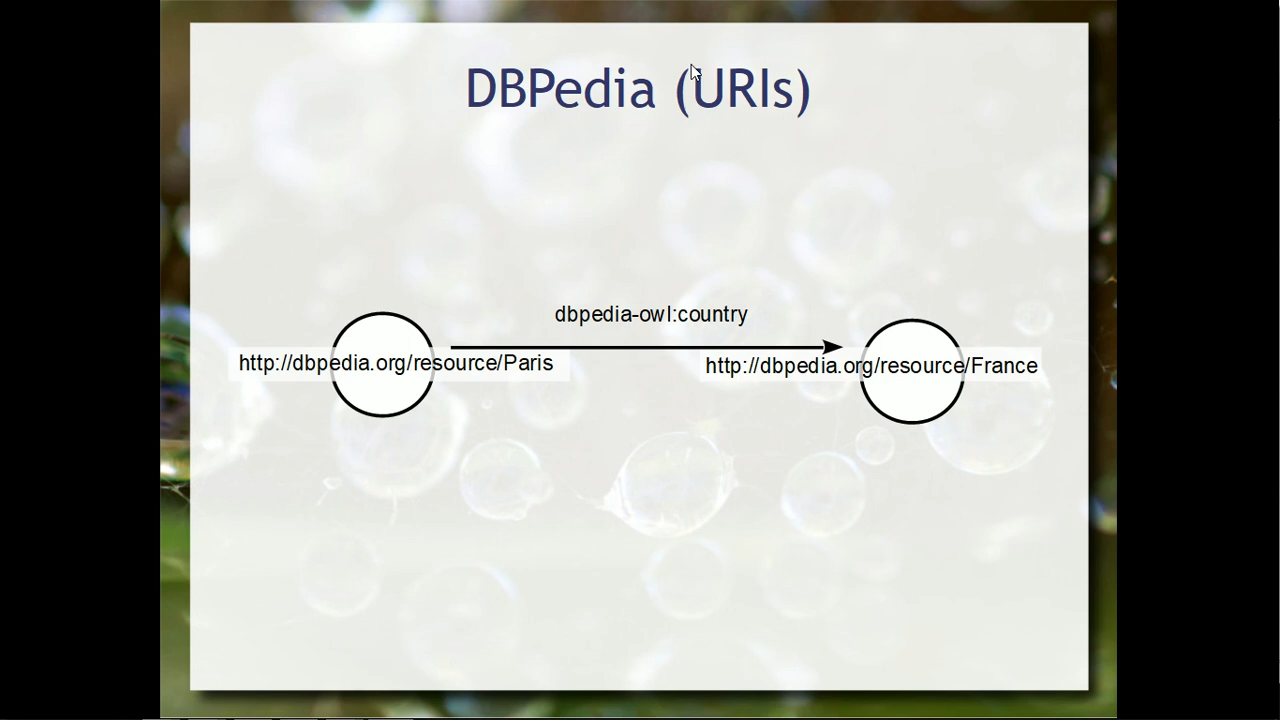 DBPedia (URIs)
dbpedia-owl:country
http://dbpedia.org/resource/Paris
http://dbpedia.org/resource/France